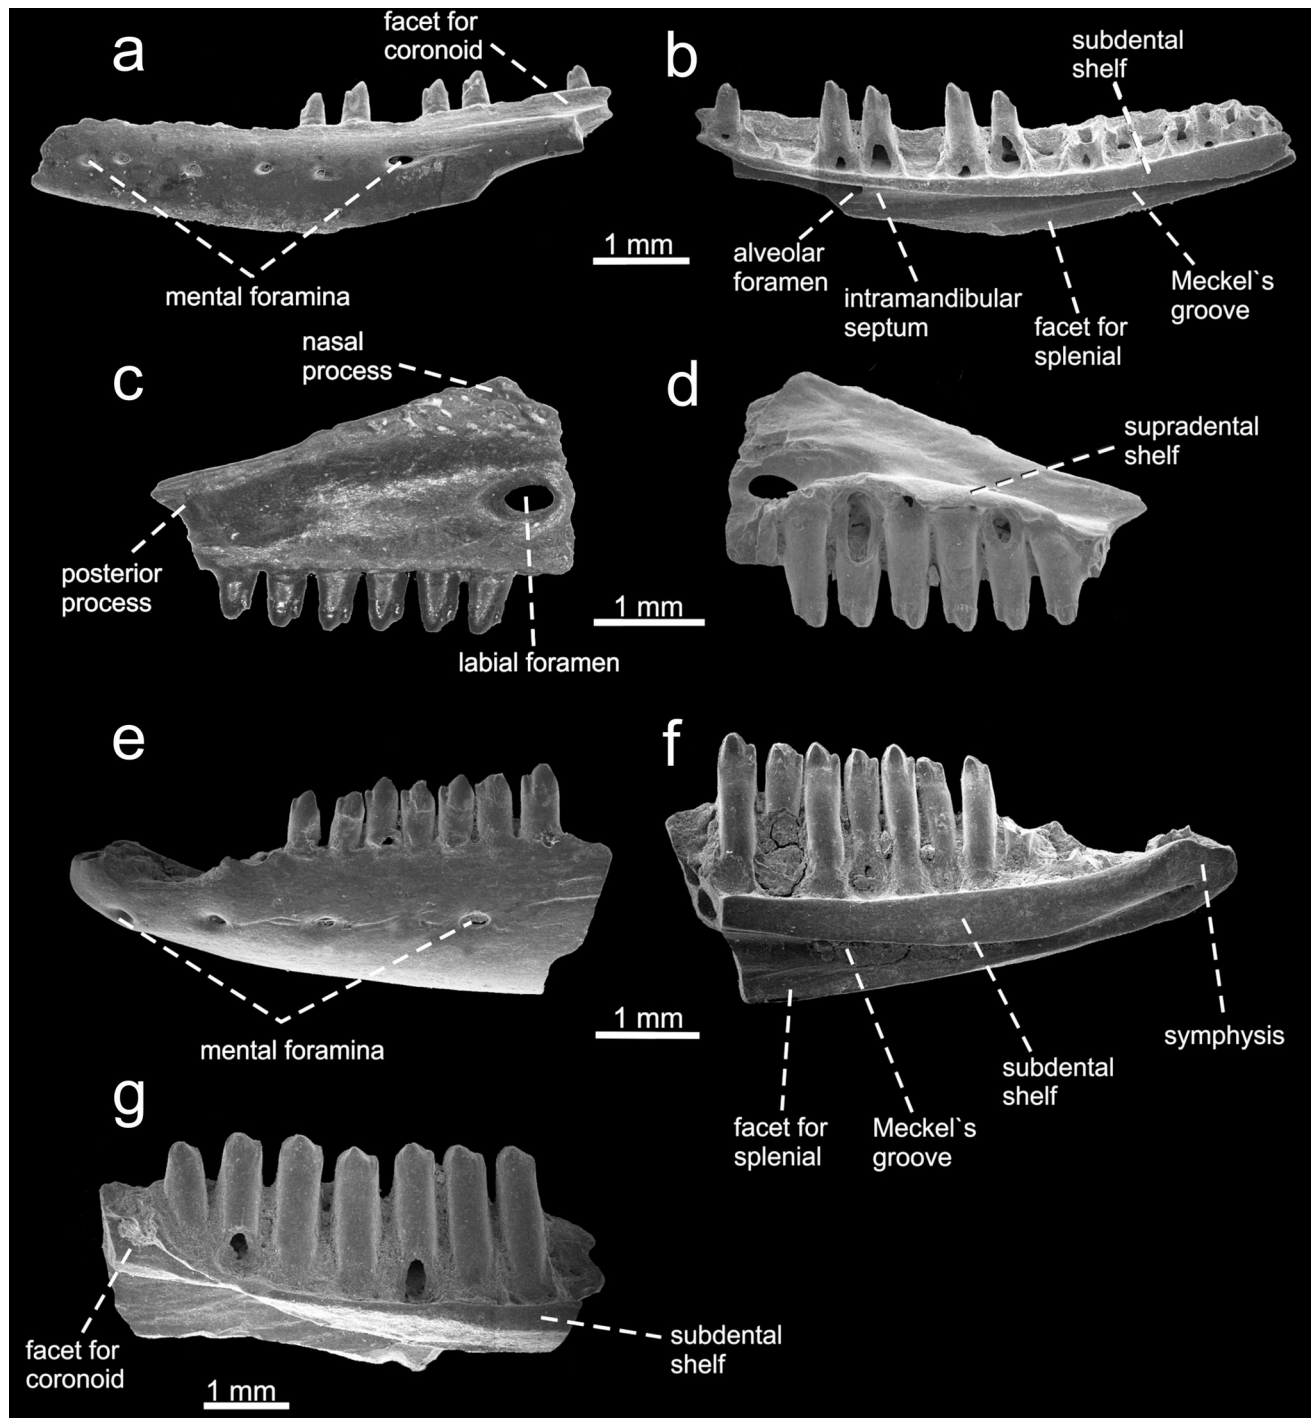 a
facet for
coronoid
b
subdental
shelf
1 mm
mental foramina
alveolar
foramen
intramandibular
septum
facet for
splenial
Meckel`s
groove
c
nasal
process
d
supradental
shelf
posterior
process
1 mm
labial foramen
e
f
1 mm
mental foramina
symphysis
subdental
shelf
facet for
splenial
Meckel`s
groove
g
facet for
coronoid
subdental
shelf
1 mm